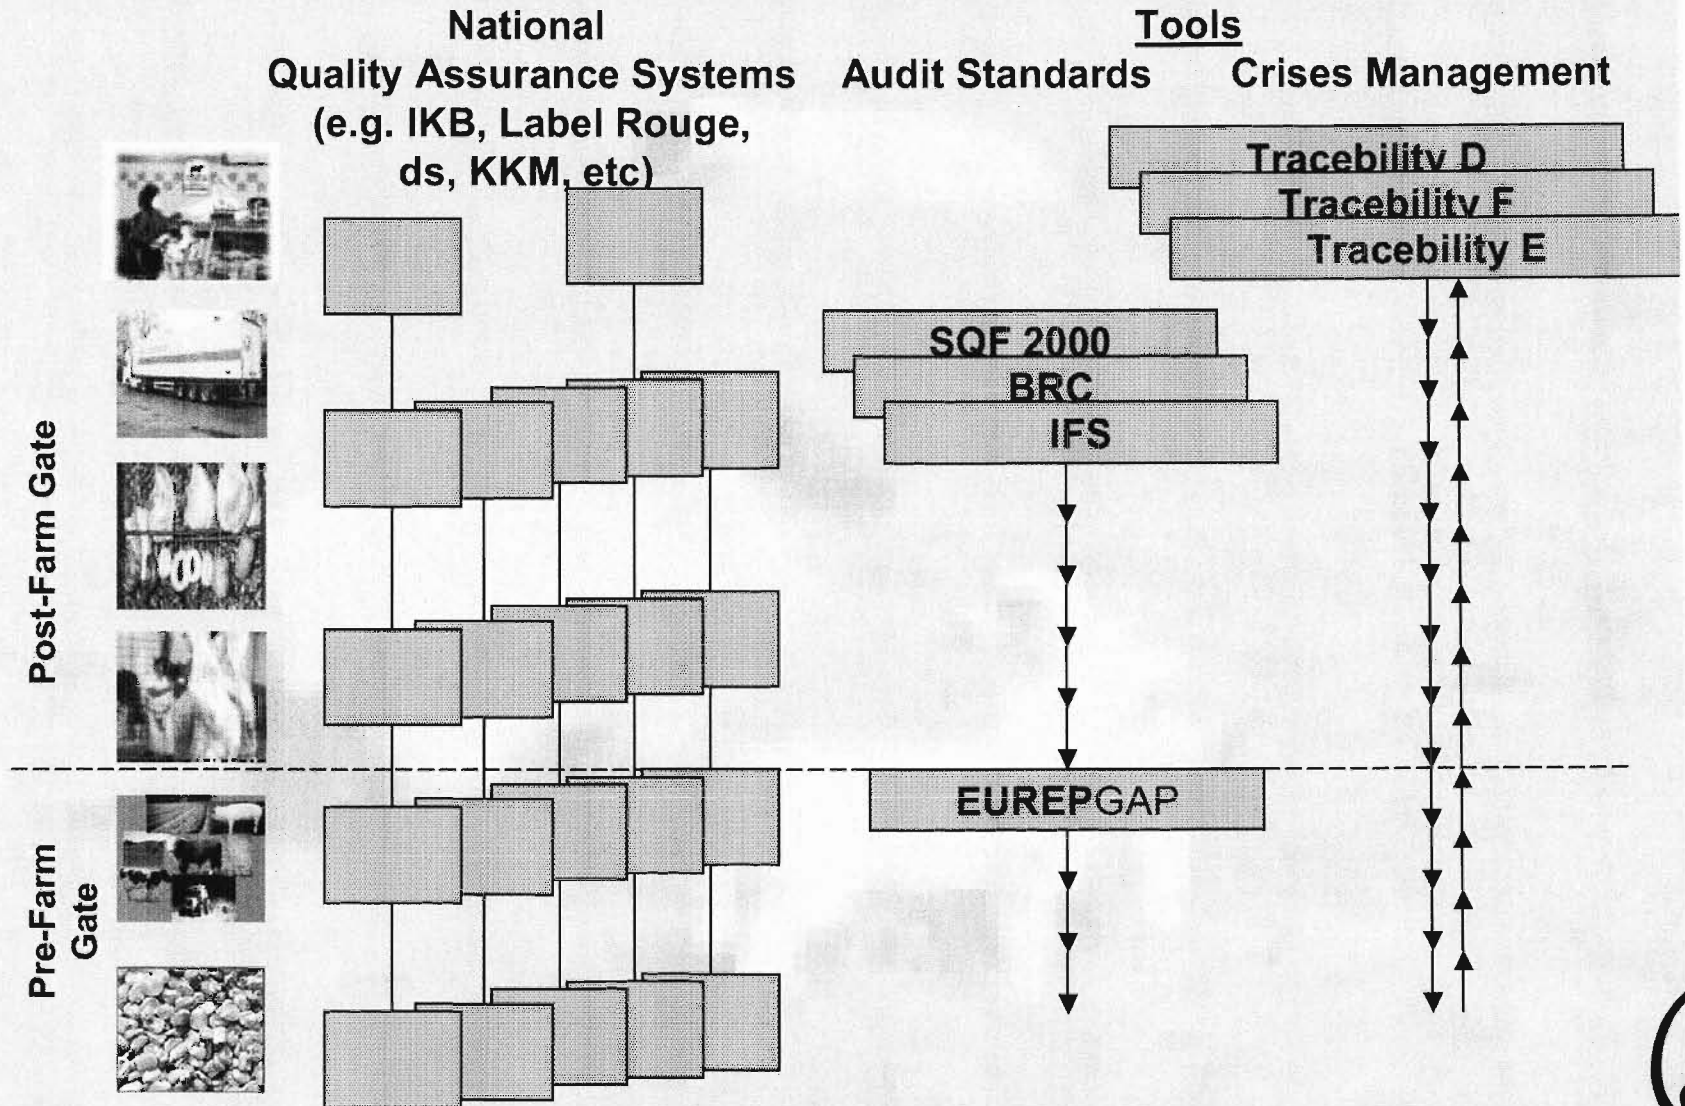 National
Quality Assurance Systems
(e.g. IKB, Label Rouge,
ds, KKM, etc)
Tools
Audit Standards
Crises Management
Tracebility D
Tracebility F
Tracebility E
SQF 2000
BRC
IFS
EUREPGAP
Post-Farm Gate
Pre-Farm
Gate